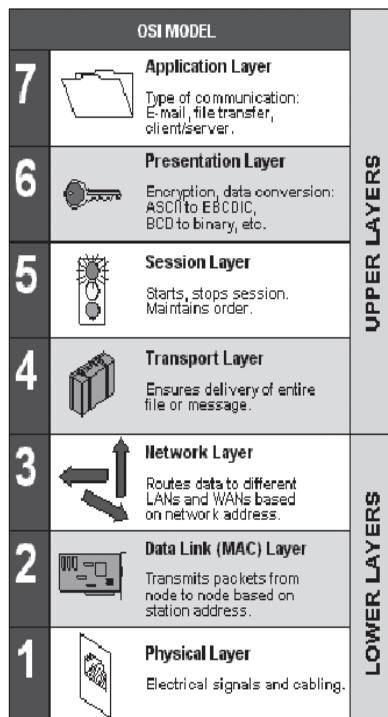 OSI MODEL
7
Application Layer
Type of communication:
E-mail, file transfer,
client/server.
6
Presentation Layer
Encryption, data conversion:
ASCII to EBCDIC,
BCD to binary, etc.
5
Session Layer
Starts, stops session.
Maintains order.
4
Transport Layer
Ensures delivery of entire
file or message.
UPPER LAYERS
3
Network Layer
Routes data to different
LANs and WANs based
on network address.
2
Data Link (MAC) Layer
Transmits packets from
node to node based on
station address.
1
Physical Layer
Electrical signals and cabling.
LOWER LAYERS